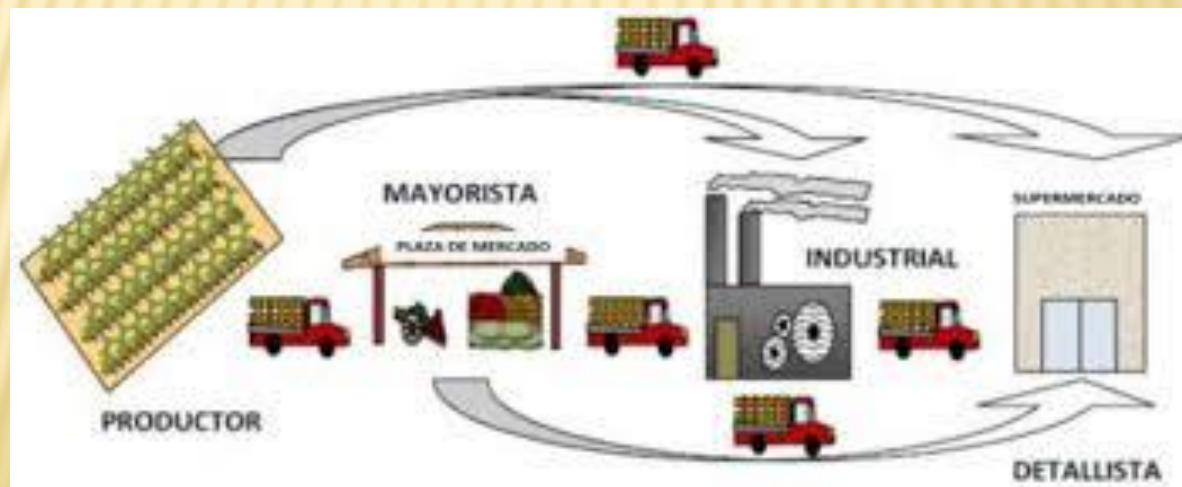 MAYORISTA
PLAZA DE MERCADO
SUPERMERCADO
INDUSTRIAL
PRODUCTOR
DETALLISTA